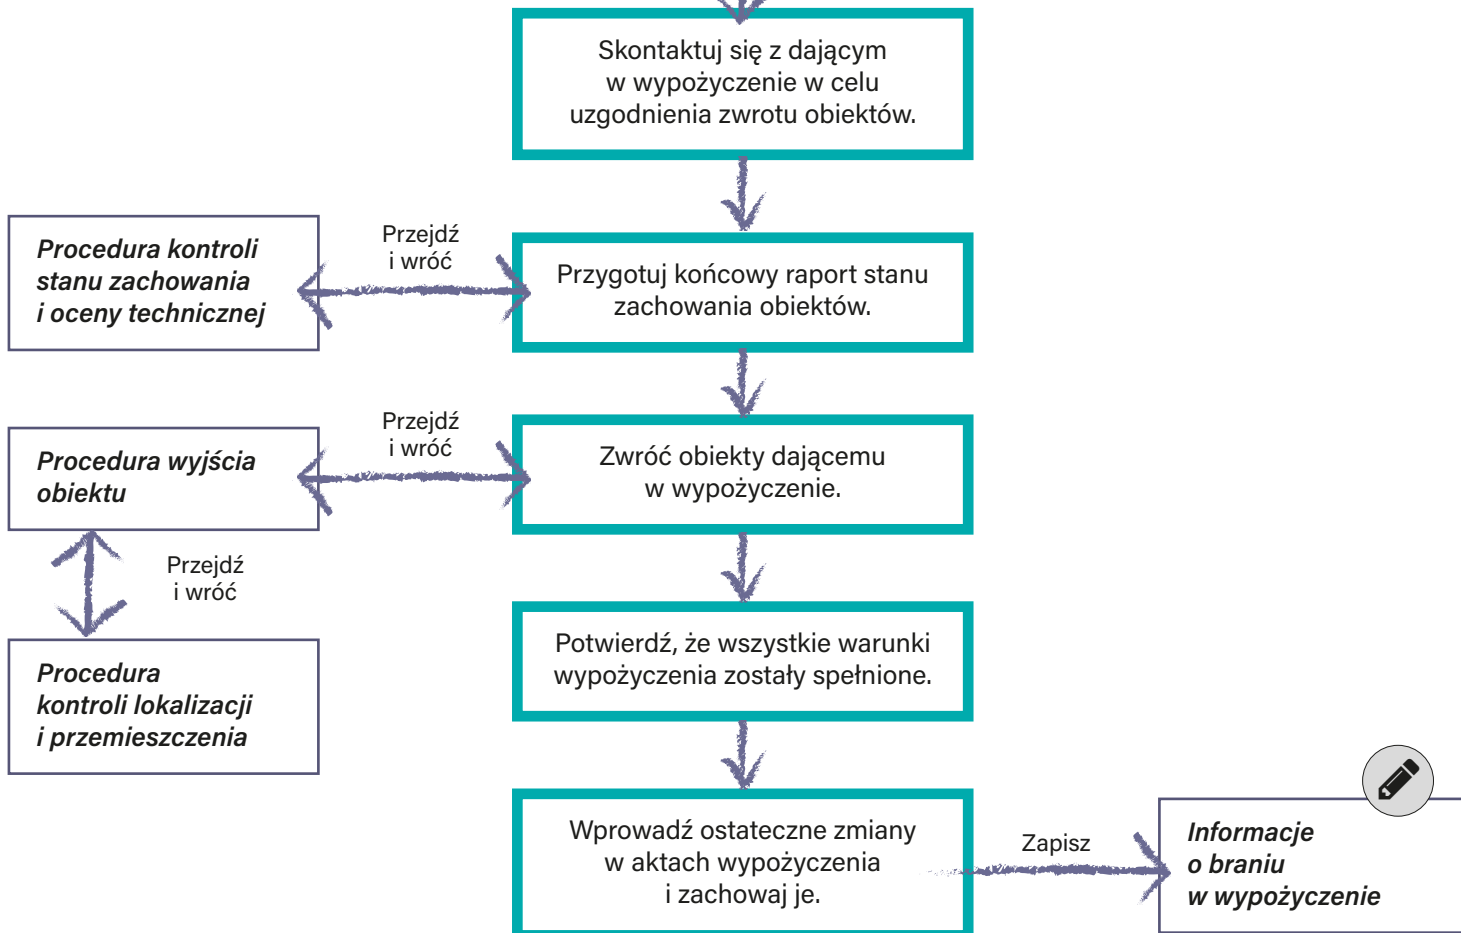 Skontaktuj się z dającym
w wypożyczenie w celu
uzgodnienia zwrotu obiektów.
Procedura kontroli
stanu zachowania
i oceny technicznej
Przejdź
i wróć
Przygotuj końcowy raport stanu
zachowania obiektów.
Procedura wyjścia
obiektu
Przejdź
i wróć
Zwróć obiekty dającemu
w wypożyczenie.
Przejdź
i wróć
Procedura
kontroli lokalizacji
i przemieszczenia
Potwierdź, że wszystkie warunki
wypożyczenia zostały spełnione.
Wprowadź ostateczne zmiany
w aktach wypożyczenia
i zachowaj je.
Zapisz
Informacje
o braniu
w wypożyczenie